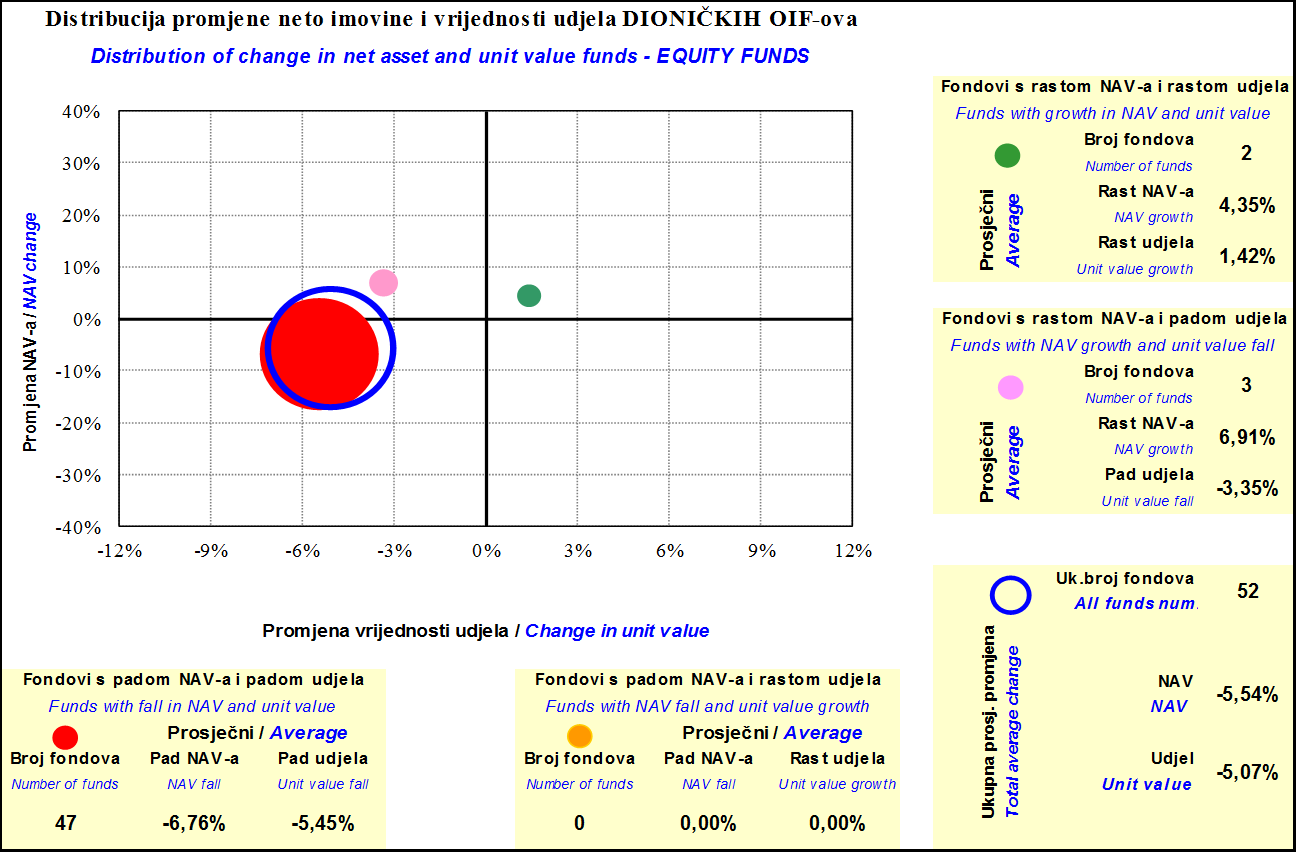 Distribucija promjene neto imovine i vrijednosti udjela DIONIČKIH OIF-ova
Distribution of change in net asset and unit value funds - EQUITY FUNDS
40%
30%
20%
10%
0%
-10%
-20%
-30%
-40%
-12%
-9%
-6%
-3%
0%
3%
6%
9%
12%
Promjena NAV-a / NAV change
Promjena vrijednosti udjela / Change in unit value
Fondovi s rastom NAV-a i rastom udjela
Funds with growth in NAV and unit value
Prosječni
Average
Broj fondova
Number of funds
2
Rast NAV-a
NAV growth
4,35%
Rast udjela
Unit value growth
1,42%
Fondovi s rastom NAV-a i padom udjela
Funds with NAV growth and unit value fall
Prosječni
Average
Broj fondova
Number of funds
3
Rast NAV-a
NAV growth
6,91%
Pad udjela
Unit value fall
-3,35%
Ukupna prosj. promjena
Total average change
Uk.broj fondova
All funds num.
52
NAV
NAV
-5,54%
Udjel
Unit value
-5,07%
Fondovi s padom NAV-a i padom udjela
Funds with fall in NAV and unit value
Prosječni / Average
Broj fondova
Pad NAV-a
Pad udjela
Number of funds
NAV fall
Unit value fall
47
-6,76%
-5,45%
Fondovi s padom NAV-a i rastom udjela
Funds with NAV fall and unit value growth
Prosječni / Average
Broj fondova
Pad NAV-a
Rast udjela
Number of funds
NAV fall
Unit value growth
0
0,00%
0,00%